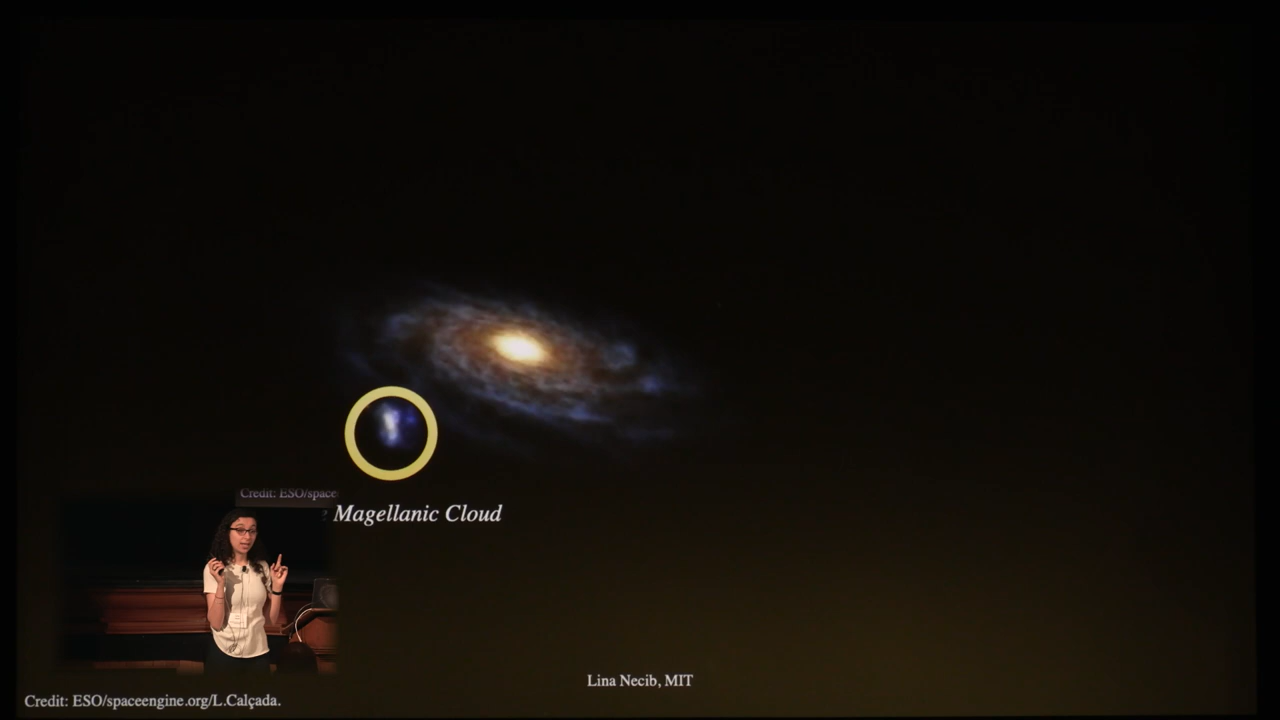 Credit: ESO/space
Magellanic Cloud
Lina Necib, MIT
Credit: ESO/spaceengine.org/L.Calçada.